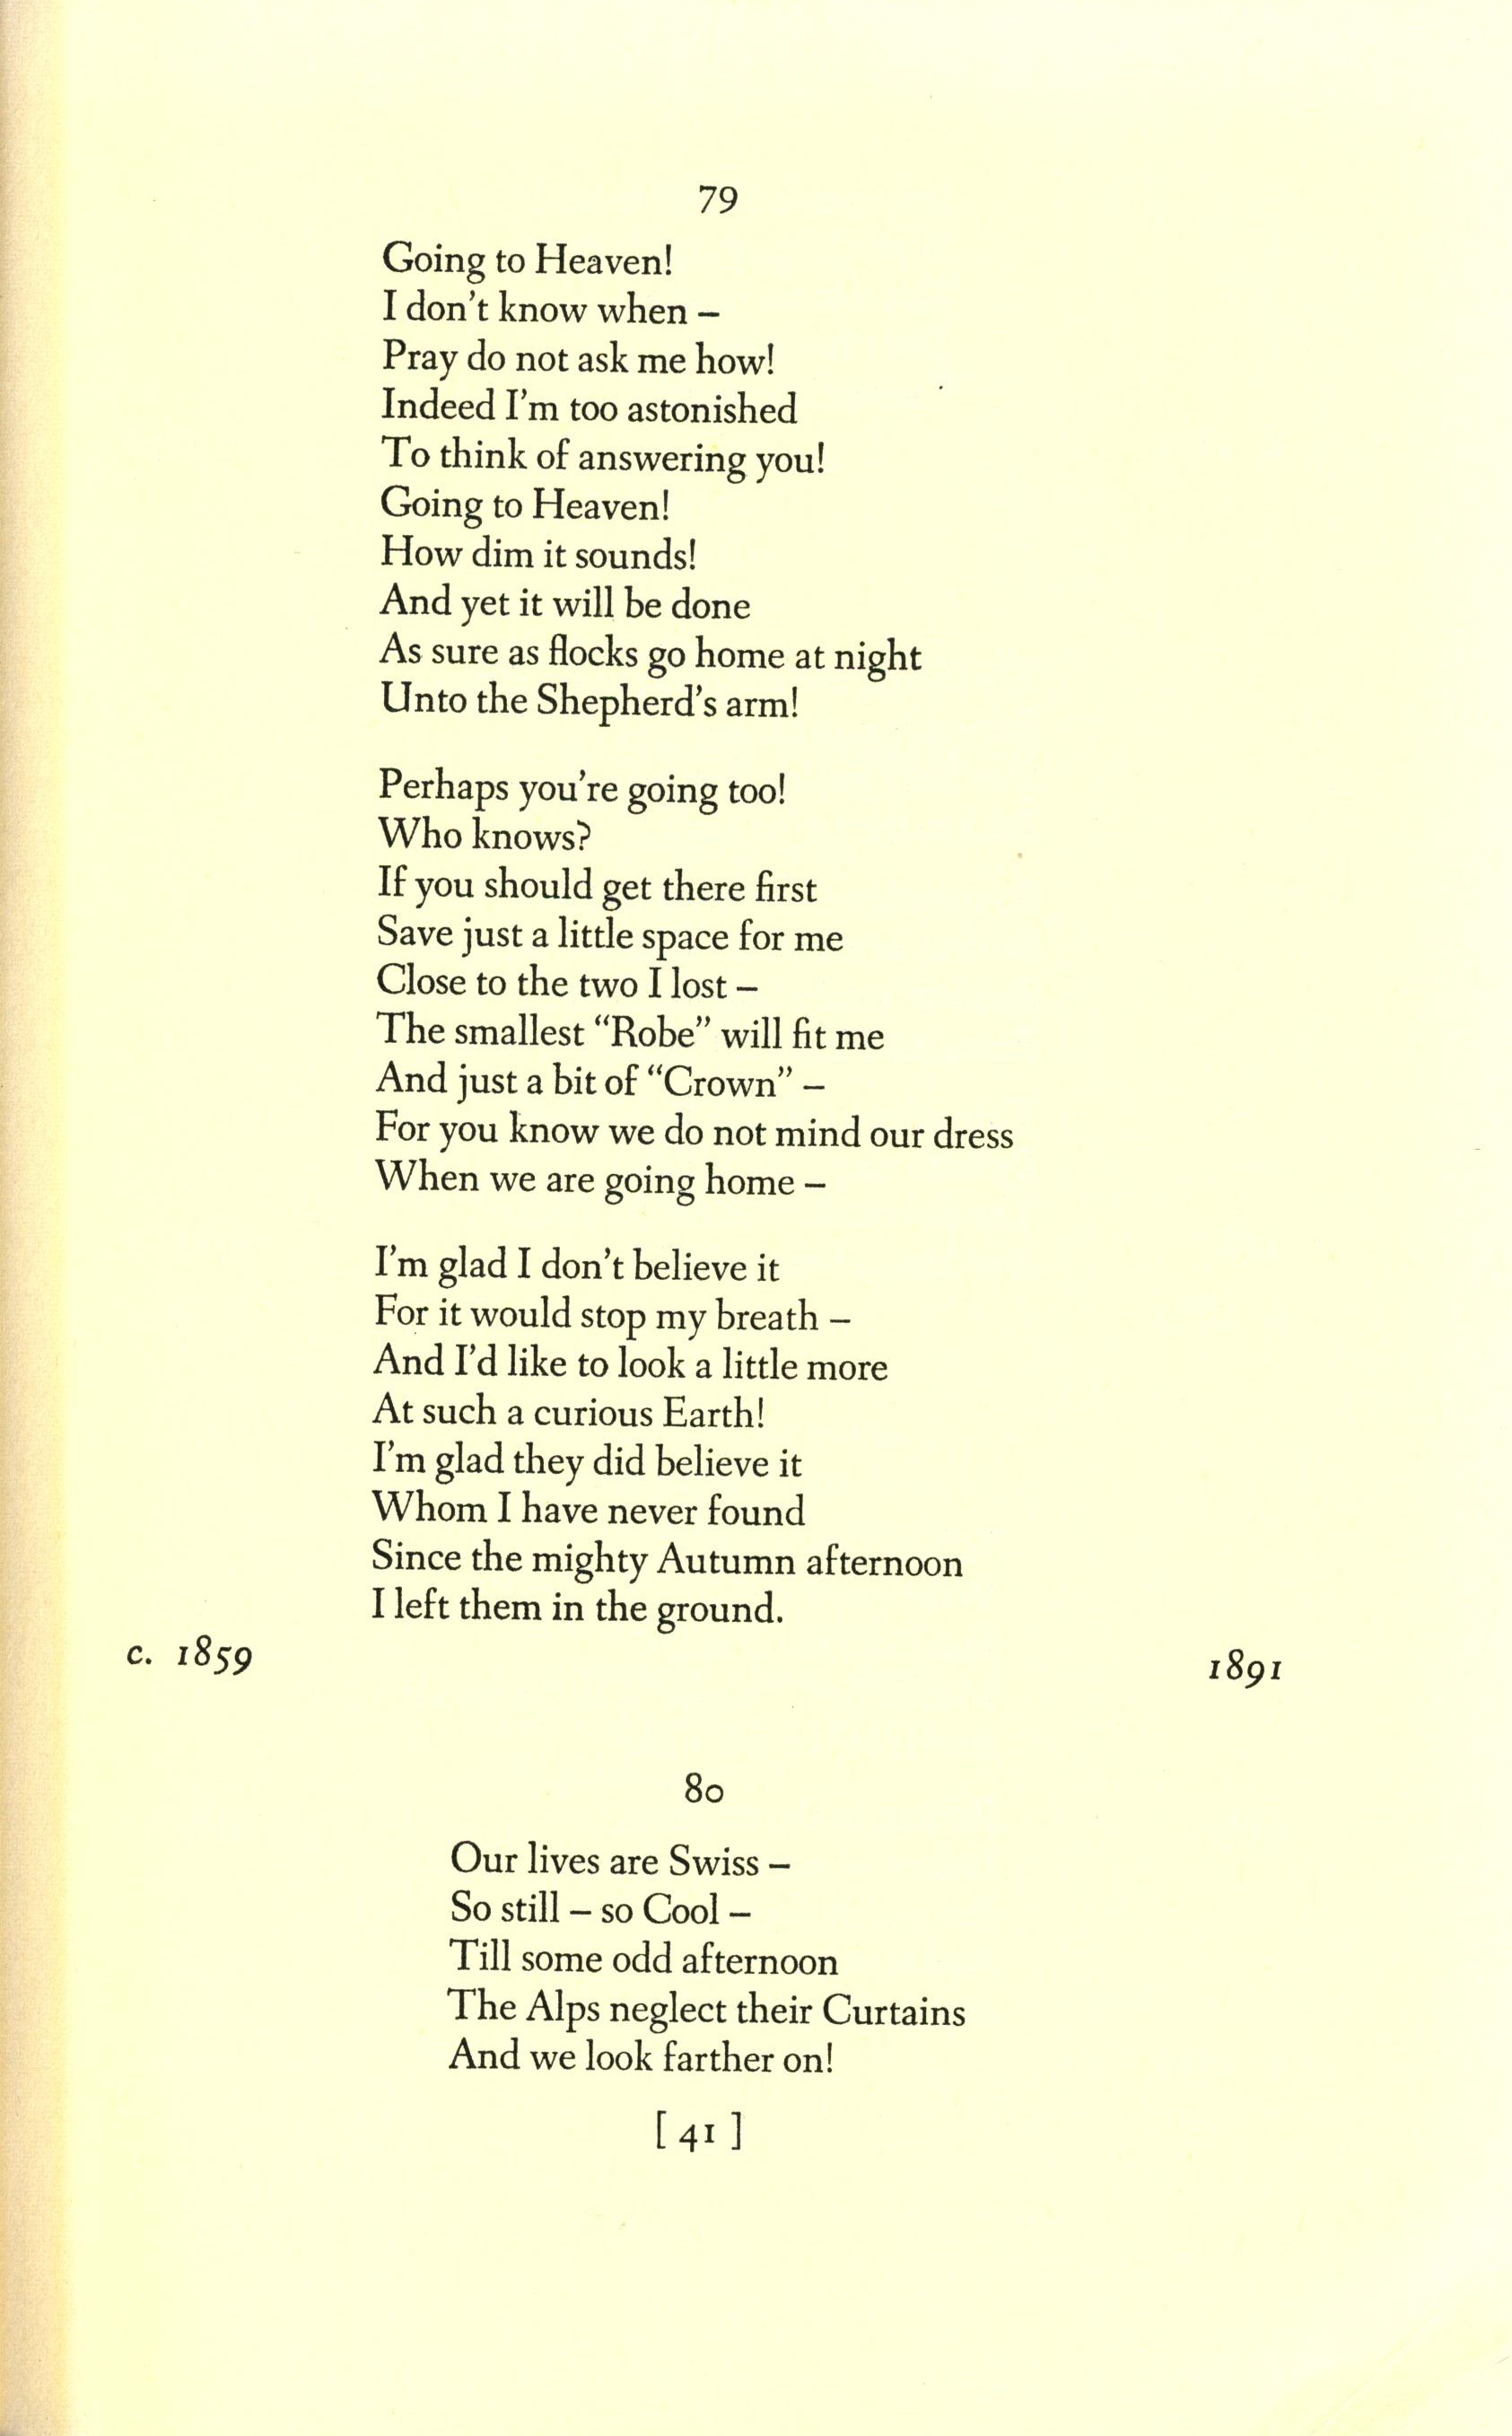 79
Going to Heaven!
I don't know when –
Pray do not ask me how!
Indeed I'm too astonished
To think of answering you!
Going to Heaven!
How dim it sounds!
And yet it will be done
As sure as flocks go home at night
Unto the Shepherd's arm!
Perhaps you're going too!
Who knows?
If you should get there first
Save just a little space for me
Close to the two I lost –
The smallest “Robe” will fit me
And just a bit of “Crown” –
For you know we do not mind our dress
When we are going home –
I'm glad I don't believe it
For it would stop my breath –
And I'd like to look a little more
At such a curious Earth!
I'm glad they did believe it
Whom I have never found
Since the mighty Autumn afternoon
I left them in the ground.
c. 1859 1891
80
Our lives are Swiss –
So still – so Cool –
Till some odd afternoon
The Alps neglect their Curtains
And we look farther on!
[ 41 ]